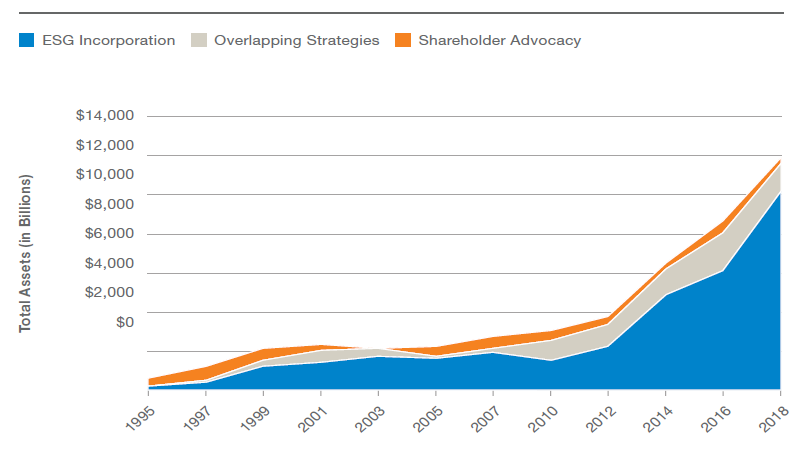 ESG Incorporation Overlapping Strategies Shareholder Advocacy
$14,000
$12,000
$10,000
$8,000
$6,000
$4,000
$2,000
$0
Total Assets (in Billions)
1995 1997 1999 2001 2003 2005 2007 2010 2012 2014 2016 2018